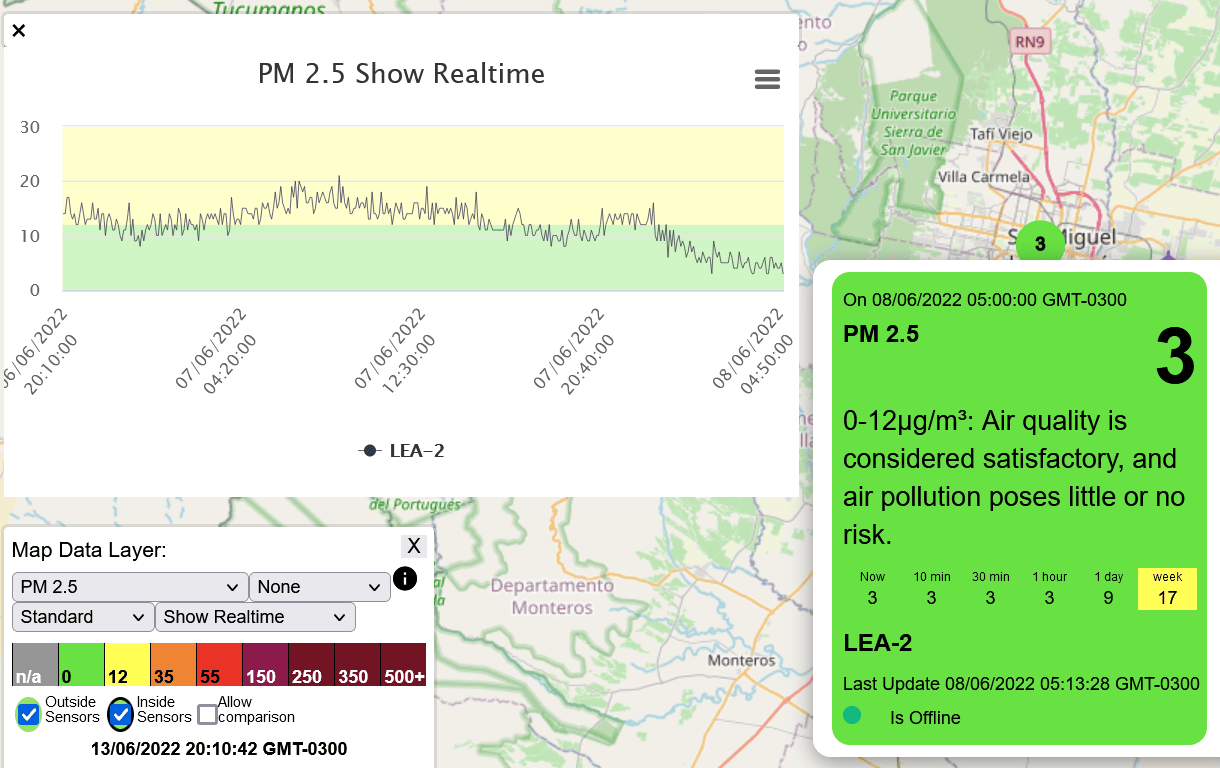 Tucumanos
PM 2.5 Show Realtime
30
20
10
0
06/06/2022
20:10:00
07/06/2022
04:20:00
07/06/2022
12:30:00
07/06/2022
20:40:00
08/06/2022
04:50:00
LEA-2
RN9
Parque
Universitario
Sierra de
San Javier
Tafí Viejo
Villa Carmela
3
del Portugués
Departamento
Monteros
Monteros
Map Data Layer:
X
PM 2.5
None
i
Standard
Show Realtime
n/a 0 12 35 55 150 250 350 500+
Outside
Sensors
Inside
Sensors
Allow
comparison
13/06/2022 20:10:42 GMT-0300
On 08/06/2022 05:00:00 GMT-0300
PM 2.5
3
0-12µg/m³: Air quality is
considered satisfactory, and
air pollution poses little or no
risk.
Now 10 min 30 min 1 hour 1 day week
3 3 3 3 9 17
LEA-2
Last Update 08/06/2022 05:13:28 GMT-0300
Is Offline